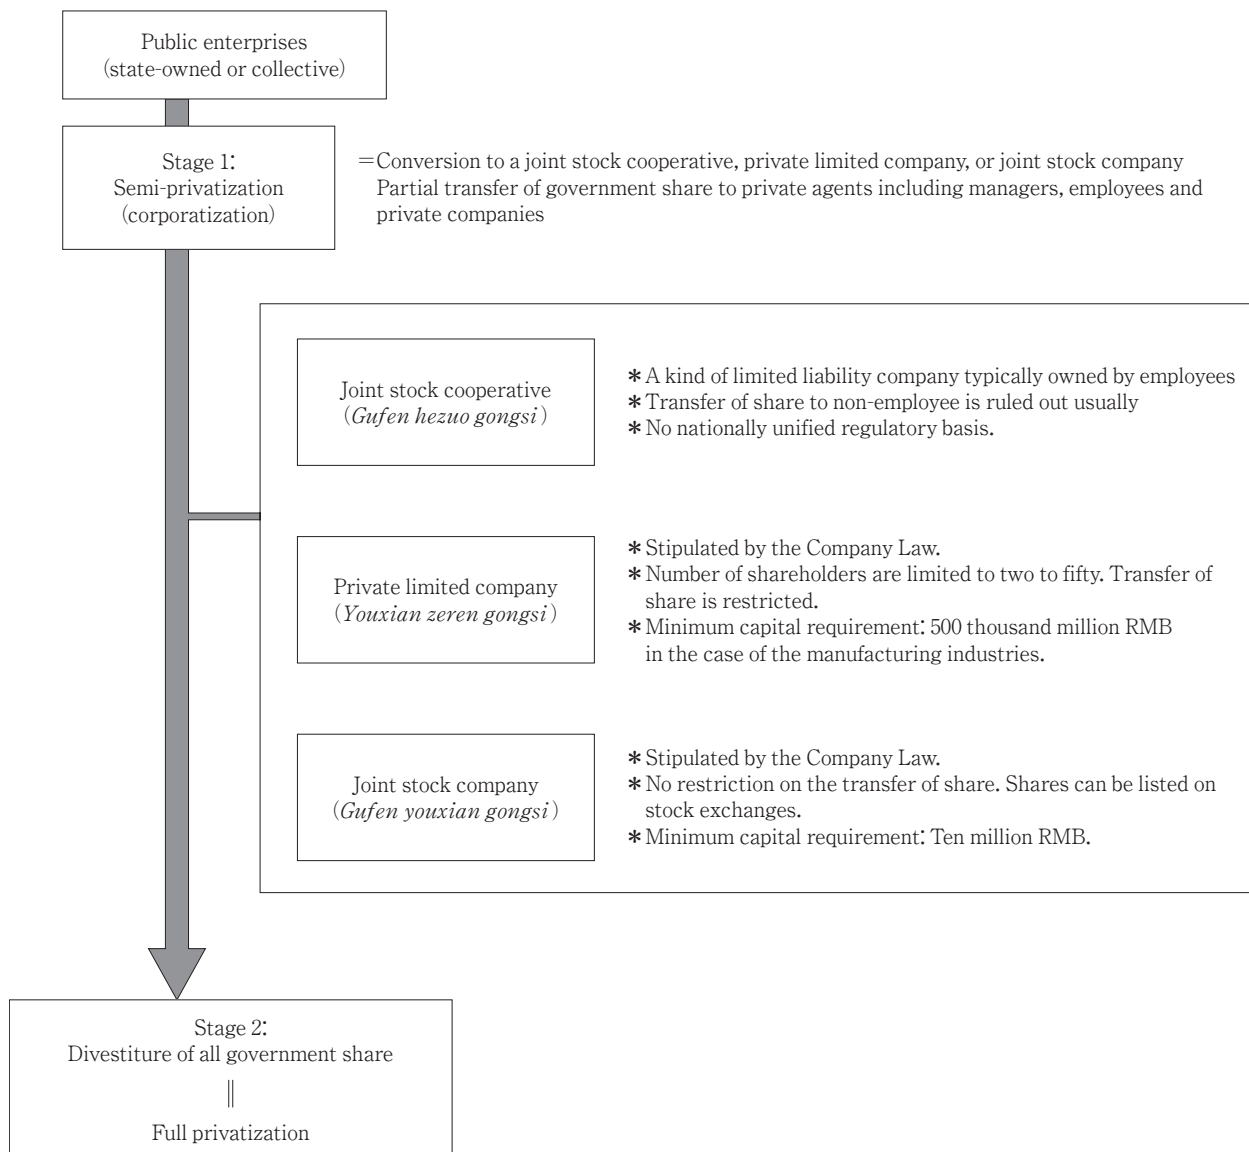 Public enterprises
(state-owned or collective)
Stage 1:
Semi-privatization
(corporatization)
=Conversion to a joint stock cooperative, private limited company, or joint stock company
Partial transfer of government share to private agents including managers, employees and
private companies
Joint stock cooperative
(Gufen hezuo gongsi)
*A kind of limited liability company typically owned by employees
*Transfer of share to non-employee is ruled out usually
*No nationally unified regulatory basis.
Private limited company
(Youxian zeren gongsi)
*Stipulated by the Company Law.
*Number of shareholders are limited to two to fifty. Transfer of
share is restricted.
*Minimum capital requirement: 500 thousand million RMB
in the case of the manufacturing industries.
Joint stock company
(Gufen youxian gongsi)
*Stipulated by the Company Law.
*No restriction on the transfer of share. Shares can be listed on
stock exchanges.
*Minimum capital requirement: Ten million RMB.
Stage 2:
Divestiture of all government share
||
Full privatization